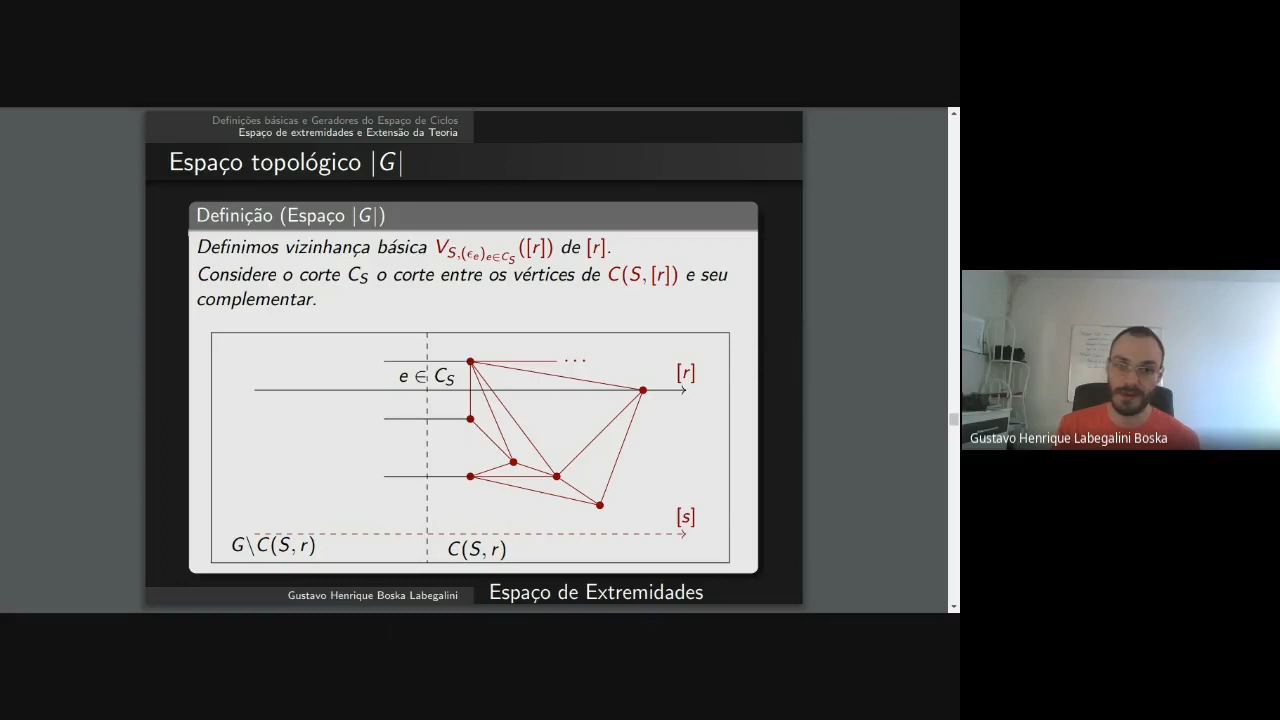 Definições básicas e Geradores do Espaço de Ciclos
Espaço de extremidades e Extensão da Teoria
Espaço topológico |G|
Definição (Espaço |G|)
Definimos vizinhança básica V_{S,(ϵ_e)_{e∈C_S}}([r]) de [r].
Considere o corte C_S o corte entre os vértices de C(S, [r]) e seu
complementar.
· · ·
[r]
e ∈ C_S
[s]
G\C(S, r)
C(S, r)
Gustavo Henrique Boska Labegalini
Espaço de Extremidades
Gustavo Henrique Labegalini Boska